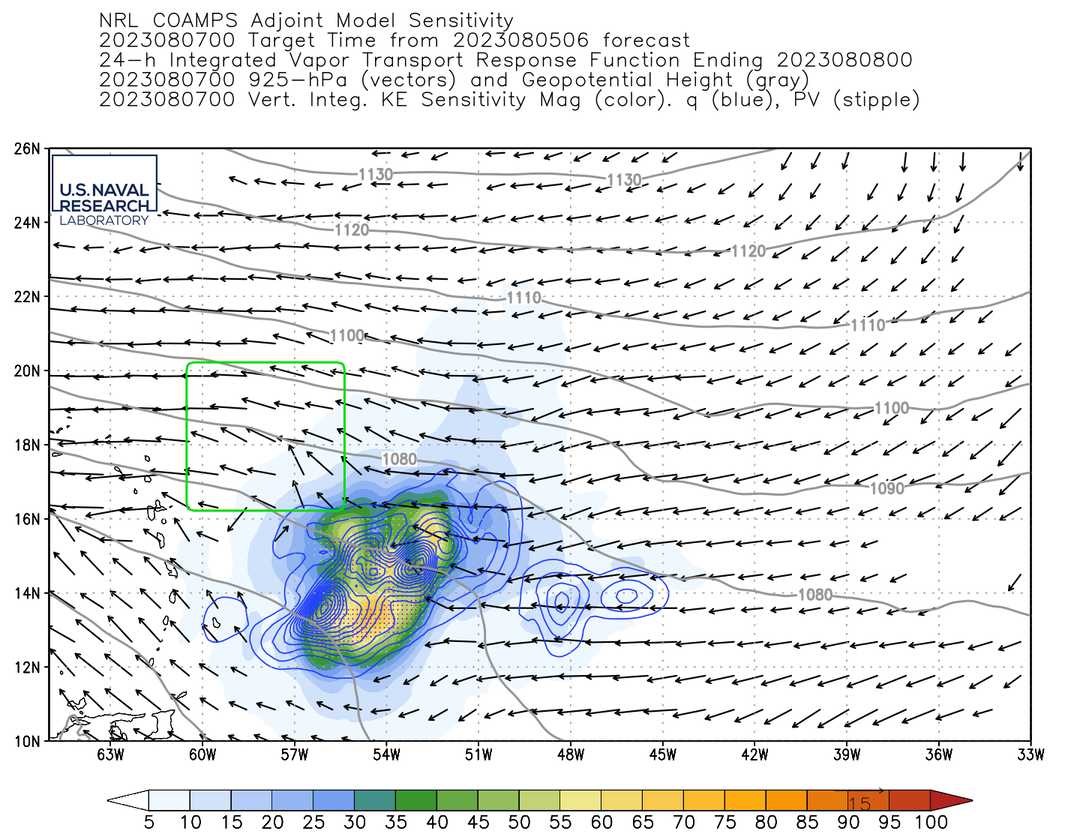 NRL COAMPS Adjoint Model Sensitivity
2023080700 Target Time from 2023080506 forecast
24-h Integrated Vapor Transport Response Function Ending 2023080800
2023080700 925-hPa (vectors) and Geopotential Height (gray)
2023080700 Vert. Integ. KE Sensitivity Mag (color). q (blue), PV (stipple)
26N
U.S. NAVAL
RESEARCH
LABORATORY
1130
1130
24N
1120
1120
22N
1110
1110
1100
20N
1100
18N
1080
1090
16N
14N
1080
12N
10N
63W 60W 57W 54W 51W 48W 45W 42W 39W 36W 33W
15
5 10 15 20 25 30 35 40 45 50 55 60 65 70 75 80 85 90 95 100